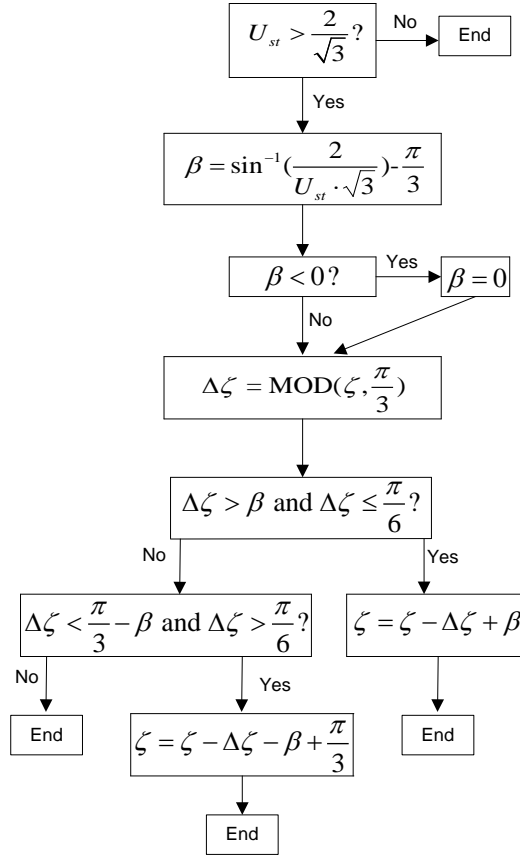 U_st > 2/√3 ?
No
End
Yes
β = sin⁻¹(2/(U_st · √3)) - π/3
β < 0 ?
Yes
β = 0
No
Δζ = MOD(ζ, π/3)
Δζ > β and Δζ ≤ π/6 ?
No
Yes
Δζ < π/3 − β and Δζ > π/6 ?
ζ = ζ − Δζ + β
No
Yes
End
ζ = ζ − Δζ − β + π/3
End
End